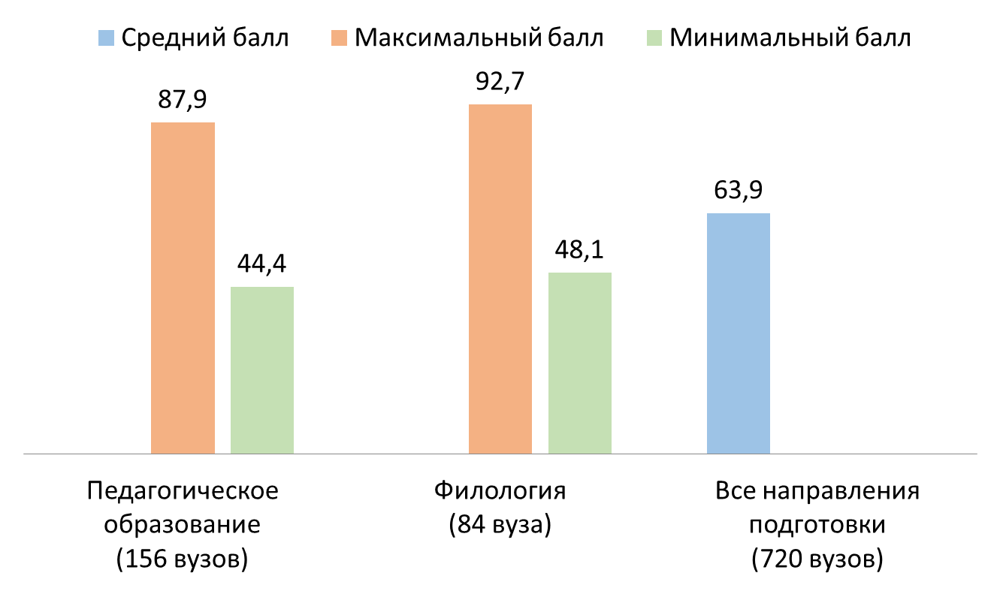 Средний балл Максимальный балл Минимальный балл
92,7
87,9
63,9
48,1
44,4
Педагогическое
образование
(156 вузов)
Филология
(84 вуза)
Все направления
подготовки
(720 вузов)